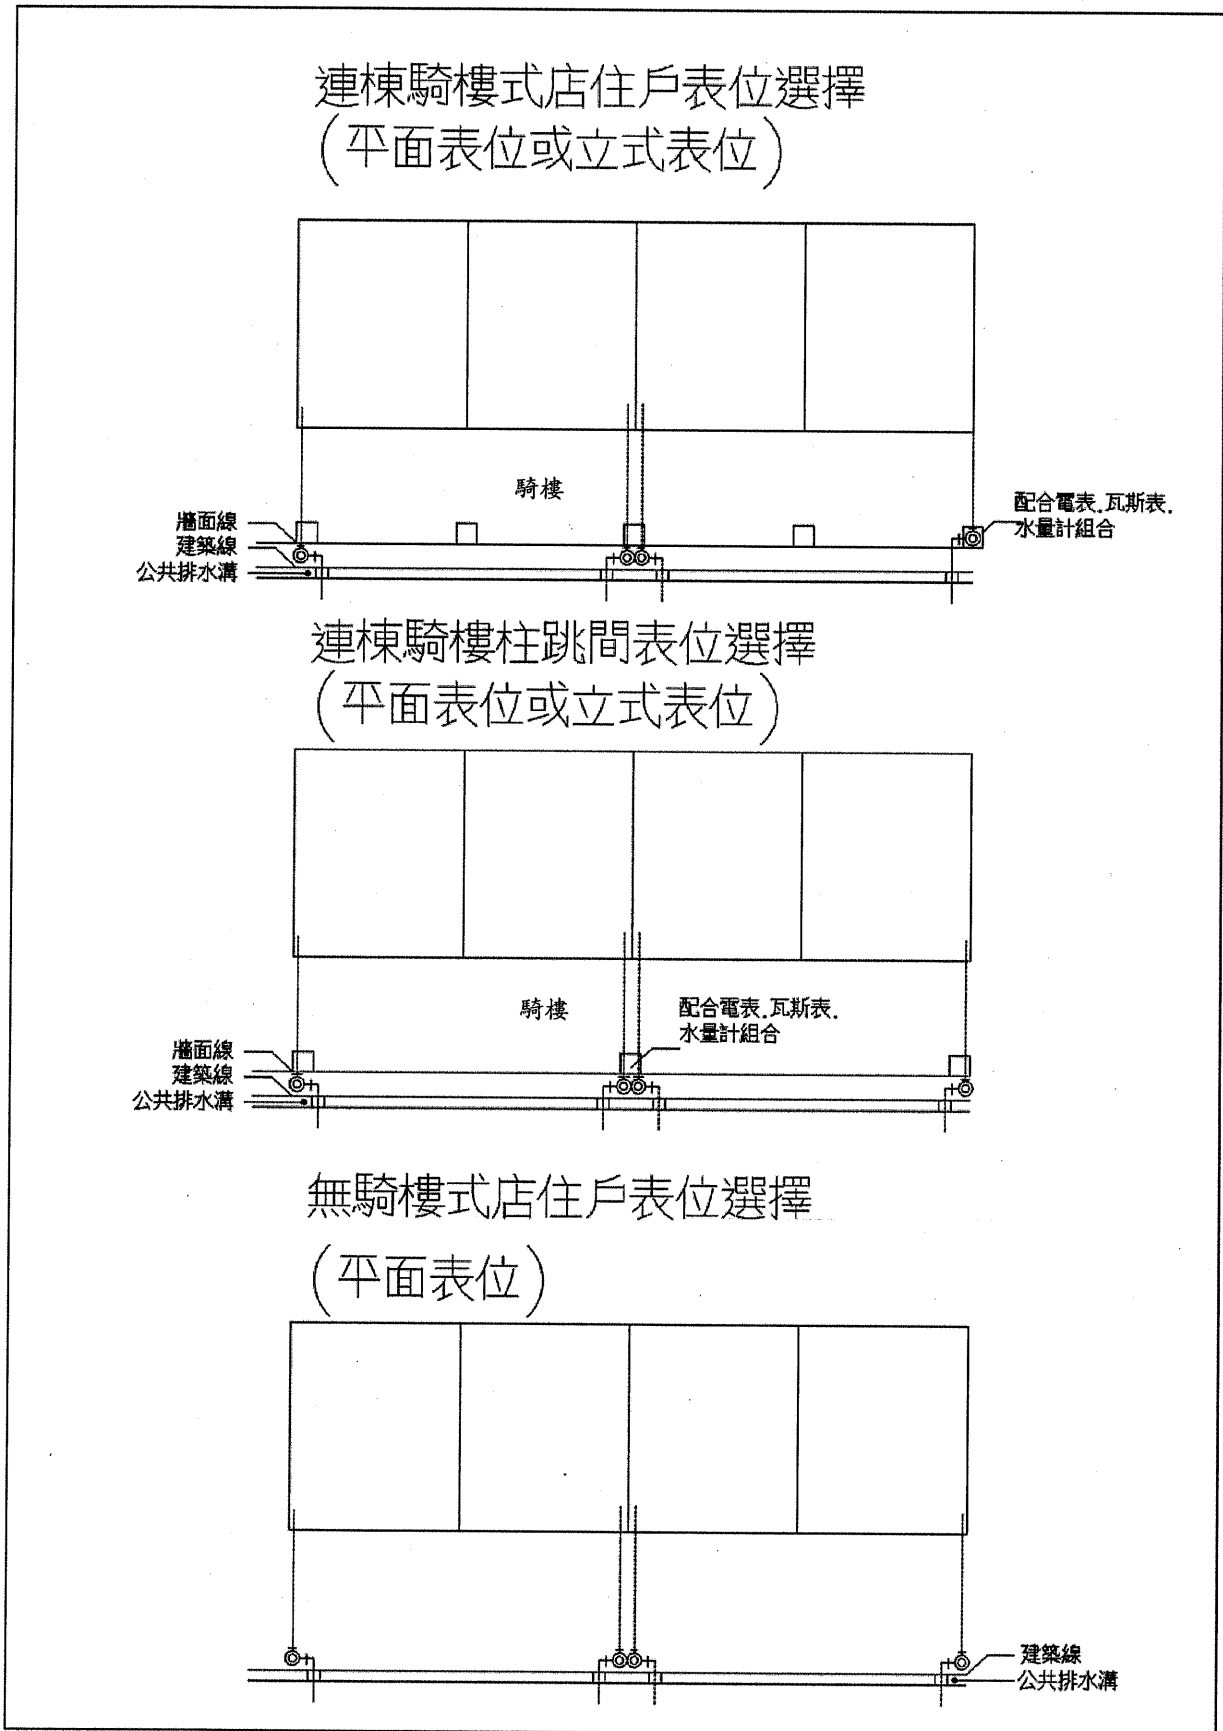 連棟騎樓式店住戶表位選擇
(平面表位或立式表位)
騎樓
牆面線
建築線
公共排水溝
配合電表.瓦斯表.
水量計組合
連棟騎樓柱跳間表位選擇
(平面表位或立式表位)
騎樓
配合電表.瓦斯表.
水量計組合
牆面線
建築線
公共排水溝
無騎樓式店住戶表位選擇
(平面表位)
建築線
公共排水溝